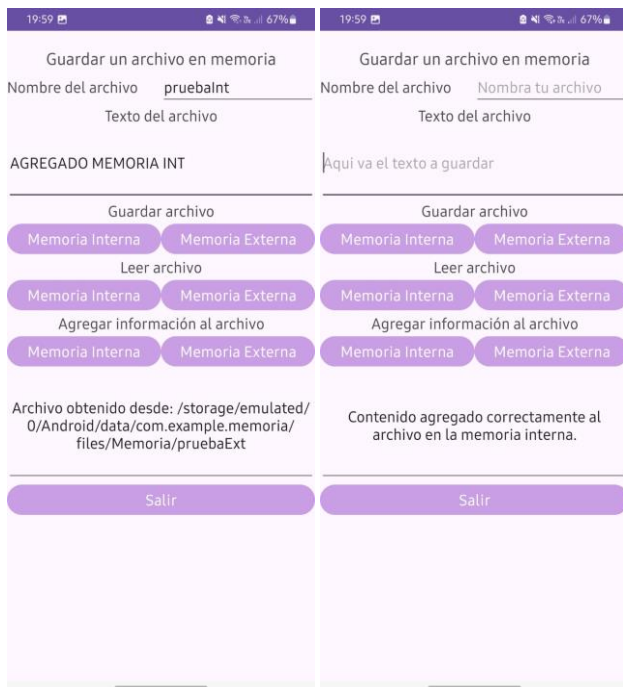 19:59 67%
Guardar un archivo en memoria
Nombre del archivo pruebaInt
Texto del archivo
AGREGADO MEMORIA INT
Guardar archivo
Memoria Interna Memoria Externa
Leer archivo
Memoria Interna Memoria Externa
Agregar información al archivo
Memoria Interna Memoria Externa
Archivo obtenido desde: /storage/emulated/
0/Android/data/com.example.memoria/
files/Memoria/pruebaExt
Salir
19:59 67%
Guardar un archivo en memoria
Nombre del archivo Nombra tu archivo
Texto del archivo
Aqui va el texto a guardar
Guardar archivo
Memoria Interna Memoria Externa
Leer archivo
Memoria Interna Memoria Externa
Agregar información al archivo
Memoria Interna Memoria Externa
Contenido agregado correctamente al
archivo en la memoria interna.
Salir